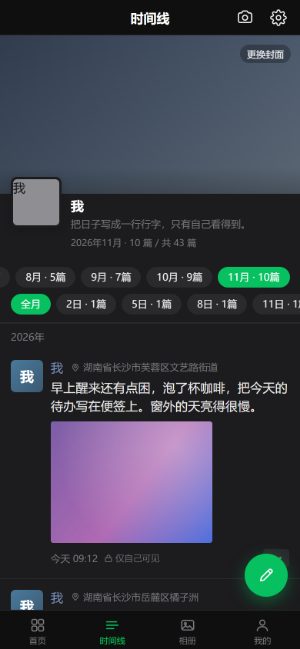 时间线
更换封面
我
我
把日子写成一行行字，只有自己看得到。
2026年11月 · 10 篇 / 共 43 篇
8月 · 5篇
9月 · 7篇
10月 · 9篇
11月 · 10篇
全月
2日 · 1篇
5日 · 1篇
8日 · 1篇
11日 · 1
2026年
我
我
湖南省长沙市芙蓉区文艺路街道
早上醒来还有点困，泡了杯咖啡，把今天的
待办写在便签上。窗外的天亮得很慢。
今天 09:12
仅自己可见
我
我
湖南省长沙市岳麓区橘子洲
首页
时间线
相册
我的